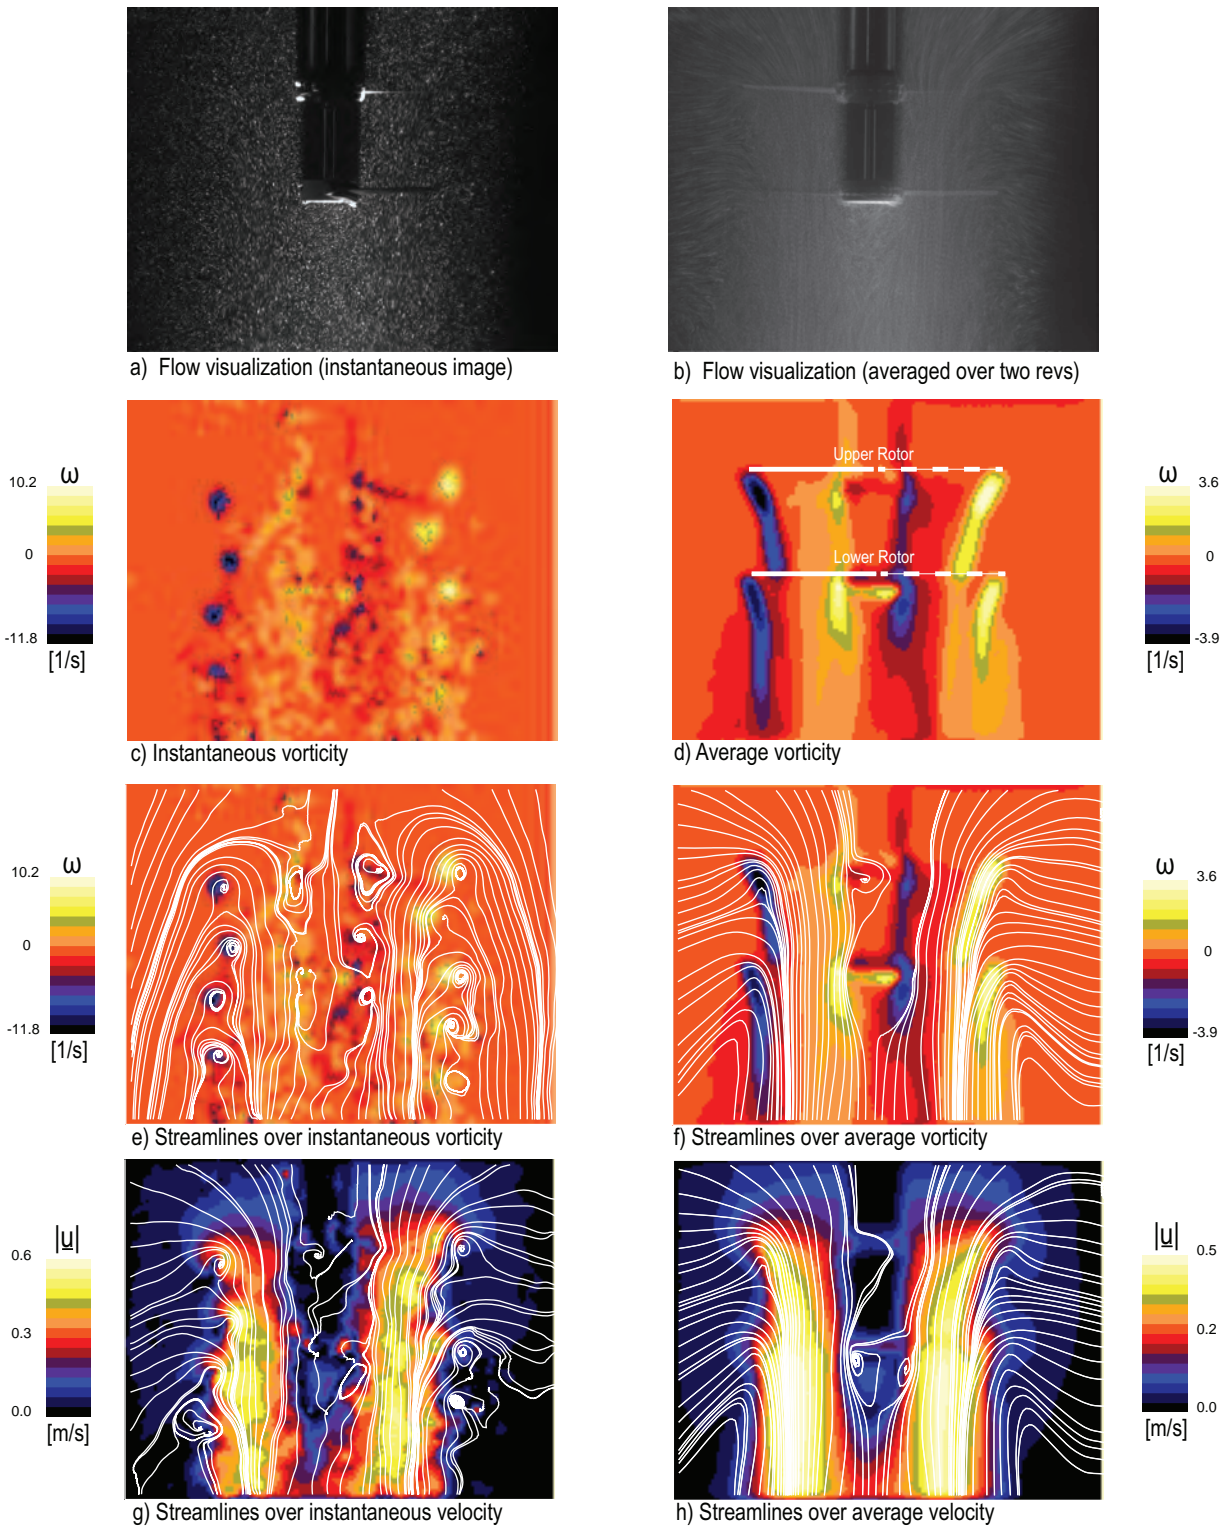 a) Flow visualization (instantaneous image)
b) Flow visualization (averaged over two revs)
ω
10.2
0
-11.8
[1/s]
Upper Rotor
Lower Rotor
ω
3.6
0
-3.9
[1/s]
c) Instantaneous vorticity
d) Average vorticity
ω
10.2
0
-11.8
[1/s]
ω
3.6
0
-3.9
[1/s]
e) Streamlines over instantaneous vorticity
f) Streamlines over average vorticity
|u|
0.6
0.3
0.0
[m/s]
|u|
0.5
0.2
0.0
[m/s]
g) Streamlines over instantaneous velocity
h) Streamlines over average velocity